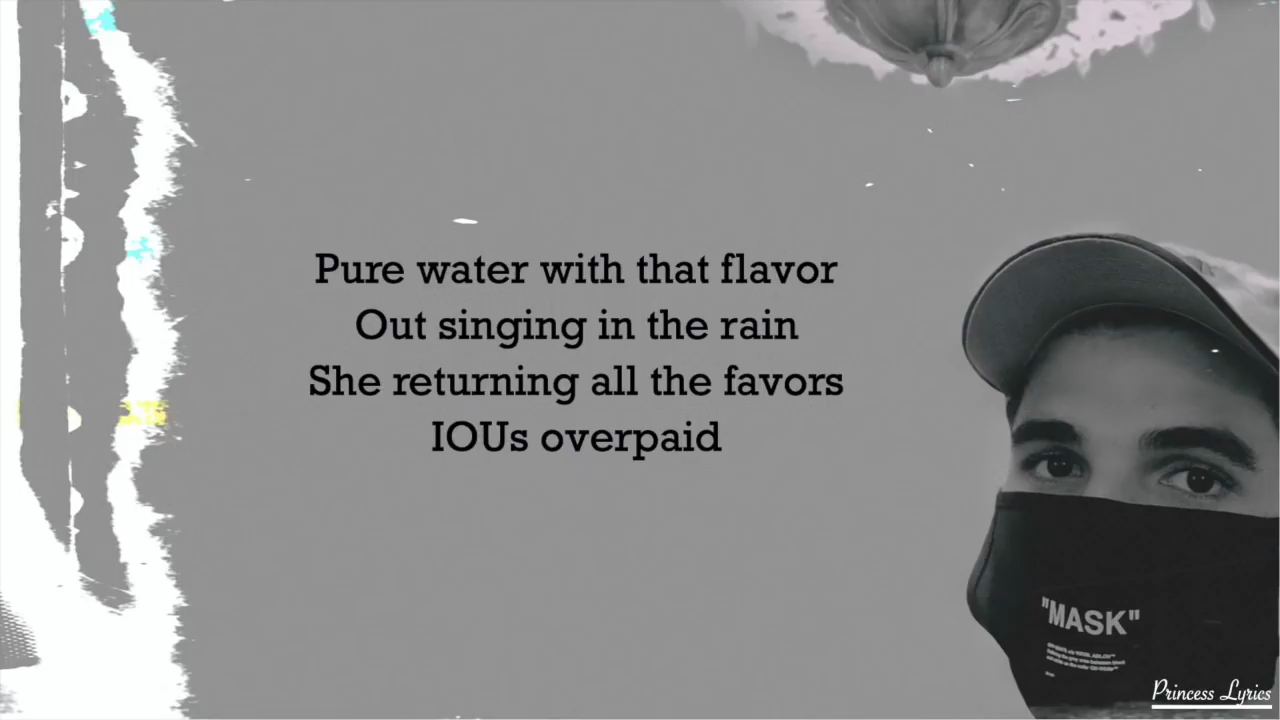 Pure water with that flavor
Out singing in the rain
She returning all the favors
IOUs overpaid
"MASK"
Princess Lyrics